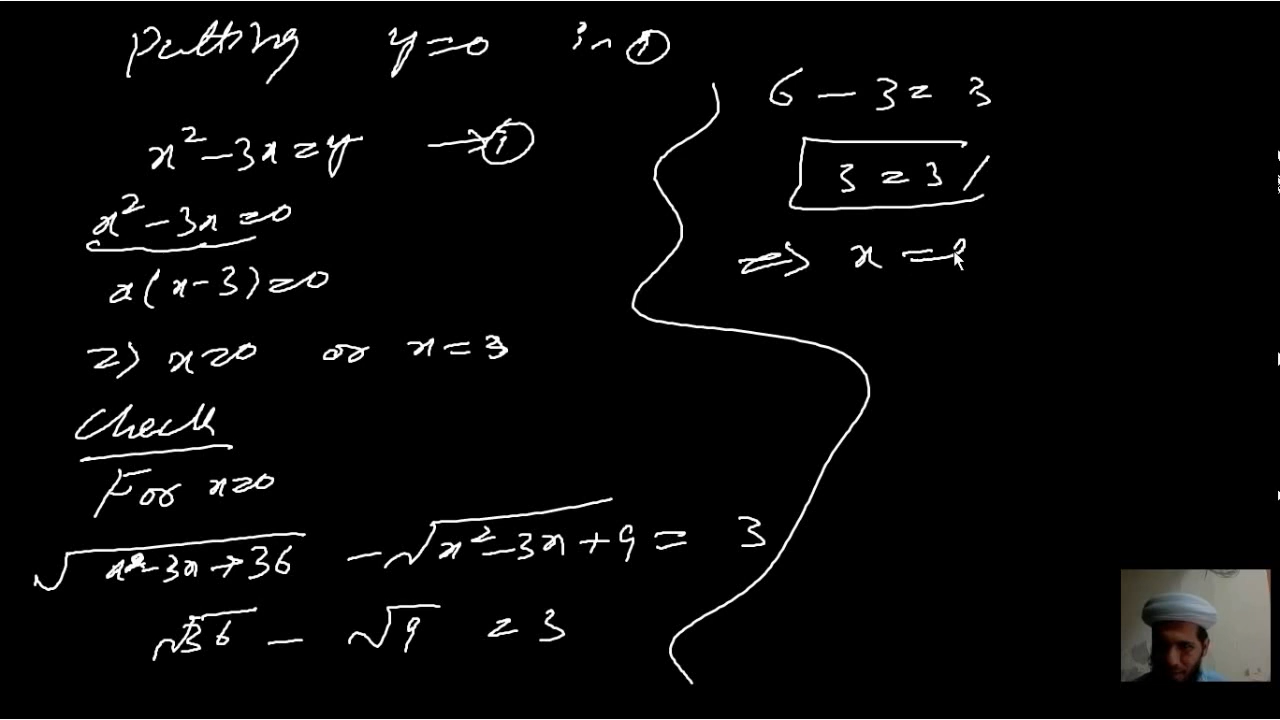 Putting y=0 in ①
x²-3x=y → ①
x²-3x=0
x(x-3)=0
=> x=0 or x=3
Check
For x=0
√x²-3x+36 - √x²-3x+9 = 3
√36 - √9 = 3
6 - 3 = 3
3 = 3
=> x =